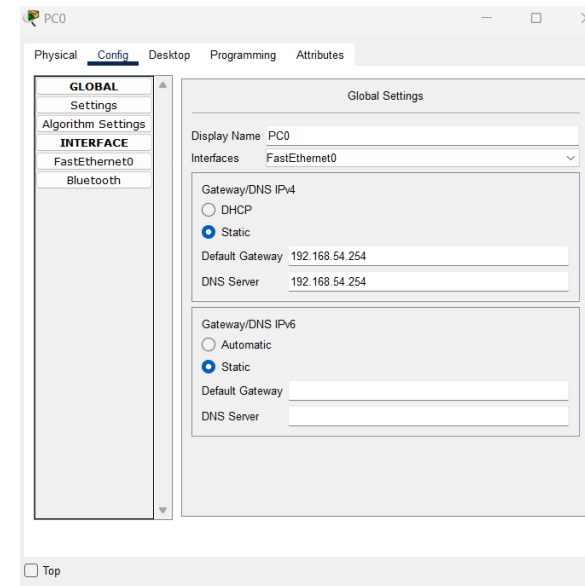 PC0
Physical Config Desktop Programming Attributes
GLOBAL
Settings
Algorithm Settings
INTERFACE
FastEthernet0
Bluetooth
Global Settings
Display Name PC0
Interfaces FastEthernet0
Gateway/DNS IPv4
DHCP
Static
Default Gateway 192.168.54.254
DNS Server 192.168.54.254
Gateway/DNS IPv6
Automatic
Static
Default Gateway
DNS Server
Top